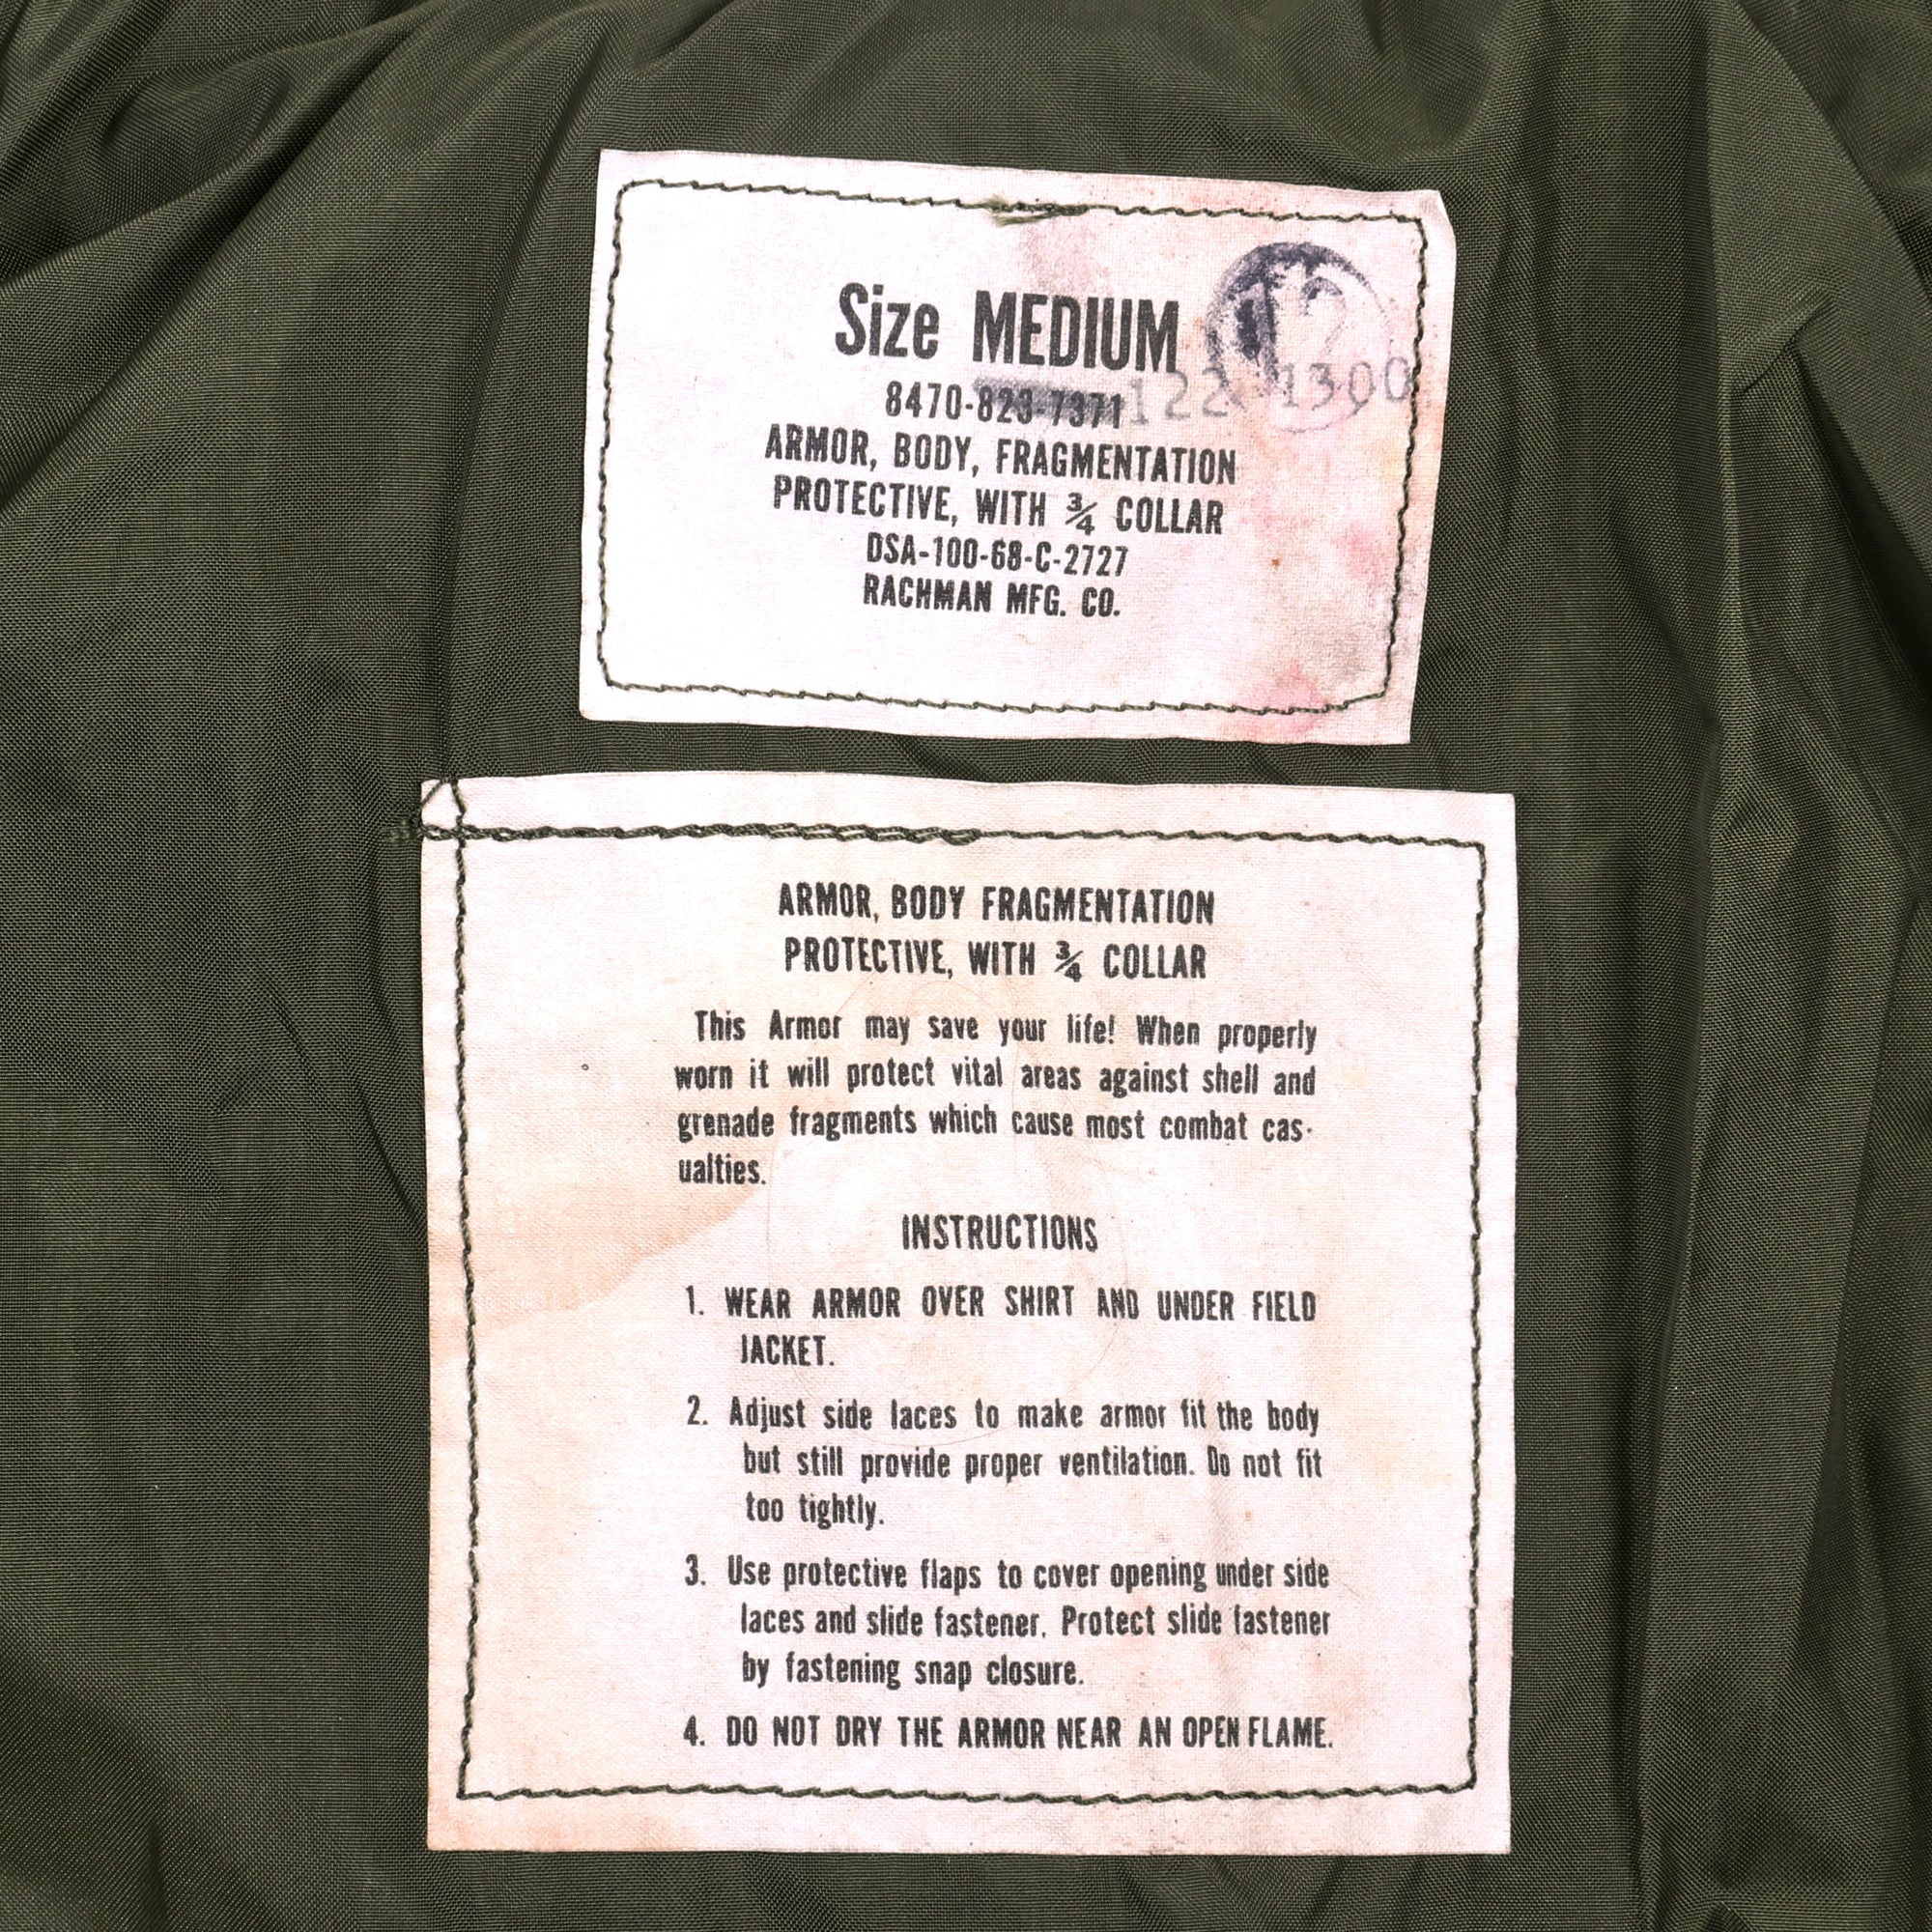 Size MEDIUM
8470-823-7371 122 1300
ARMOR, BODY, FRAGMENTATION
PROTECTIVE, WITH ¾ COLLAR
DSA-100-68-C-2727
RACHMAN MFG. CO.
ARMOR, BODY FRAGMENTATION
PROTECTIVE, WITH ¾ COLLAR
This Armor may save your life! When properly
worn it will protect vital areas against shell and
grenade fragments which cause most combat cas-
ualties.
INSTRUCTIONS
1. WEAR ARMOR OVER SHIRT AND UNDER FIELD
JACKET.
2. Adjust side laces to make armor fit the body
but still provide proper ventilation. Do not fit
too tightly.
3. Use protective flaps to cover opening under side
laces and slide fastener. Protect slide fastener
by fastening snap closure.
4. DO NOT DRY THE ARMOR NEAR AN OPEN FLAME.